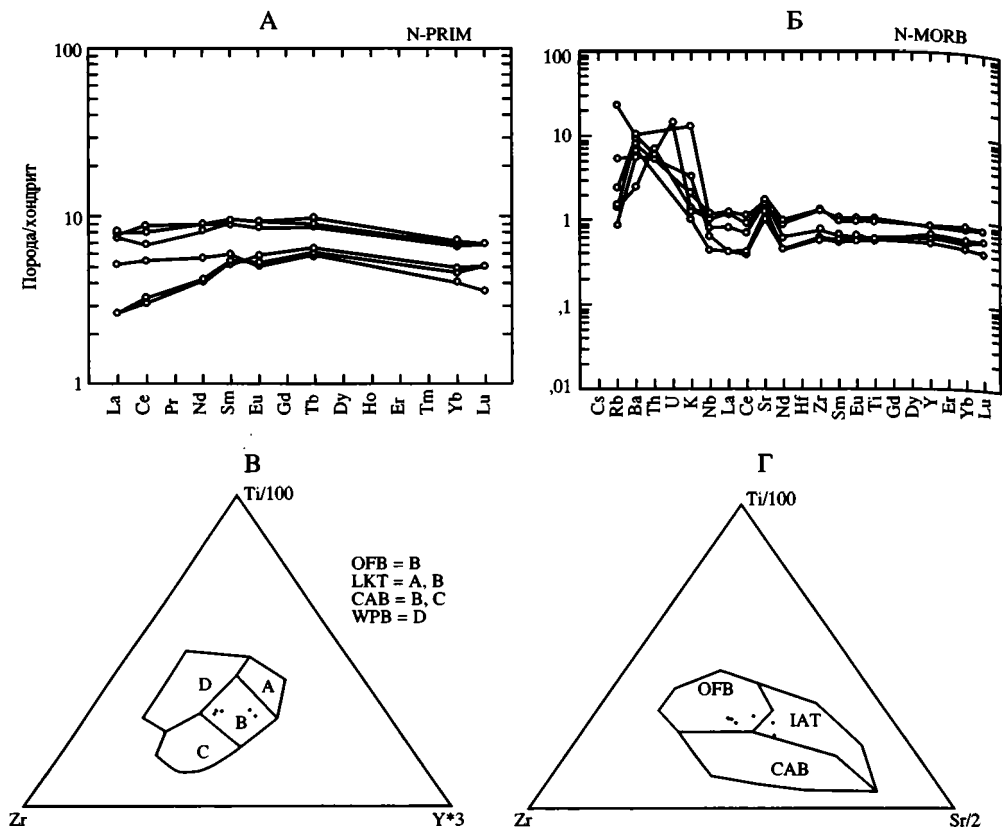 А
N-PRIM
100
10
1
Порода/хондрит
La Ce Pr Nd Sm Eu Gd Tb Dy Ho Er Tm Yb Lu
Б
N-MORB
100
10
1
,1
,01
Cs Rb Ba Th U K Nb La Ce Sr Nd Hf Zr Sm Eu Ti Gd Dy Y Er Yb Lu
В
Ti/100
OFB = B
LKT = A, B
CAB = B, C
WPB = D
D
A
B
C
Zr
Y*3
Г
Ti/100
OFB
IAT
CAB
Zr
Sr/2